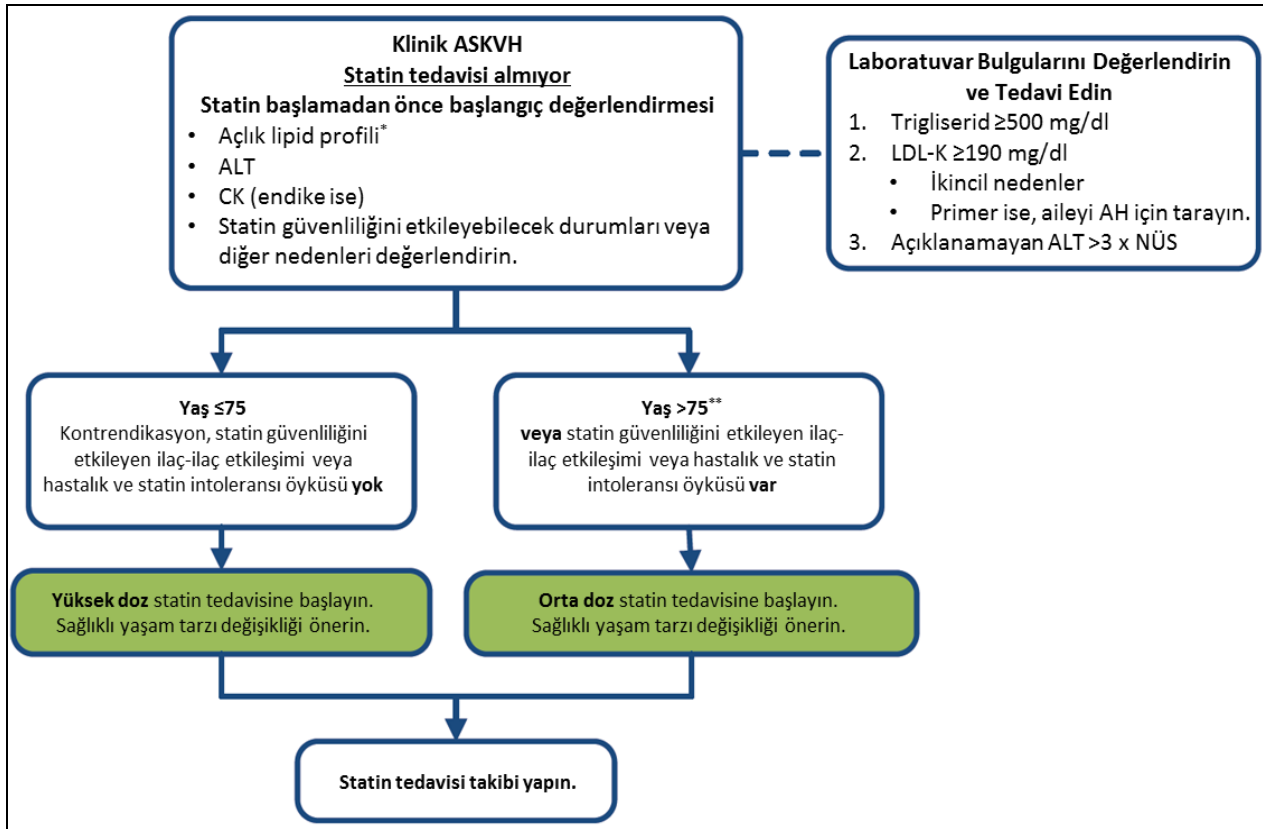 Klinik ASKVH
Statin tedavisi almıyor
Statin başlamadan önce başlangıç değerlendirmesi
• Açlık lipid profili*
• ALT
• CK (endike ise)
• Statin güvenliliğini etkileyebilecek durumları veya
diğer nedenleri değerlendirin.
Laboratuvar Bulgularını Değerlendirin
ve Tedavi Edin
1. Trigliserid ≥500 mg/dl
2. LDL-K ≥190 mg/dl
• İkincil nedenler
• Primer ise, aileyi AH için tarayın.
3. Açıklanamayan ALT >3 x NÜS
Yaş ≤75
Kontrendikasyon, statin güvenliliğini
etkileyen ilaç-ilaç etkileşimi veya
hastalık ve statin intoleransı öyküsü yok
Yaş >75**
veya statin güvenliliğini etkileyen ilaç-
ilaç etkileşimi veya hastalık ve statin
intoleransı öyküsü var
Yüksek doz statin tedavisine başlayın.
Sağlıklı yaşam tarzı değişikliği önerin.
Orta doz statin tedavisine başlayın.
Sağlıklı yaşam tarzı değişikliği önerin.
Statin tedavisi takibi yapın.